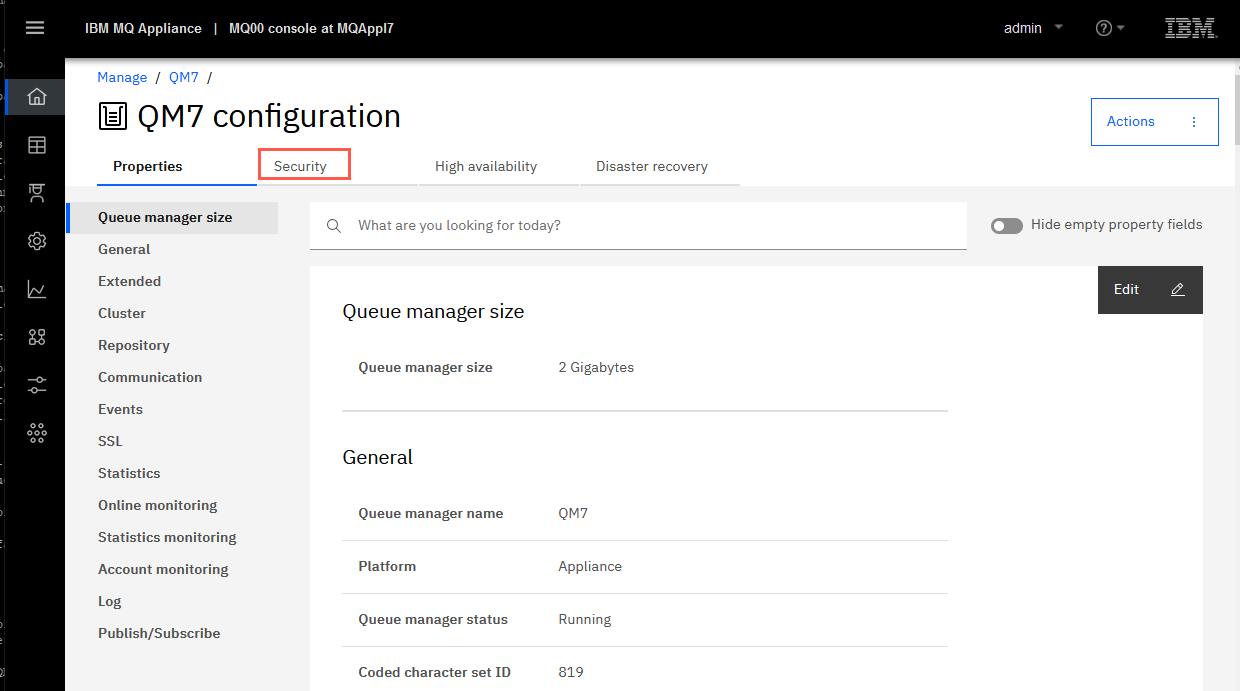 IBM MQ Appliance | MQ00 console at MQAppl7
admin
IBM
Manage / QM7 /
QM7 configuration
Actions
Properties Security High availability Disaster recovery
Queue manager size
General
Extended
Cluster
Repository
Communication
Events
SSL
Statistics
Online monitoring
Statistics monitoring
Account monitoring
Log
Publish/Subscribe
What are you looking for today?
Hide empty property fields
Edit
Queue manager size
Queue manager size 2 Gigabytes
General
Queue manager name QM7
Platform Appliance
Queue manager status Running
Coded character set ID 819